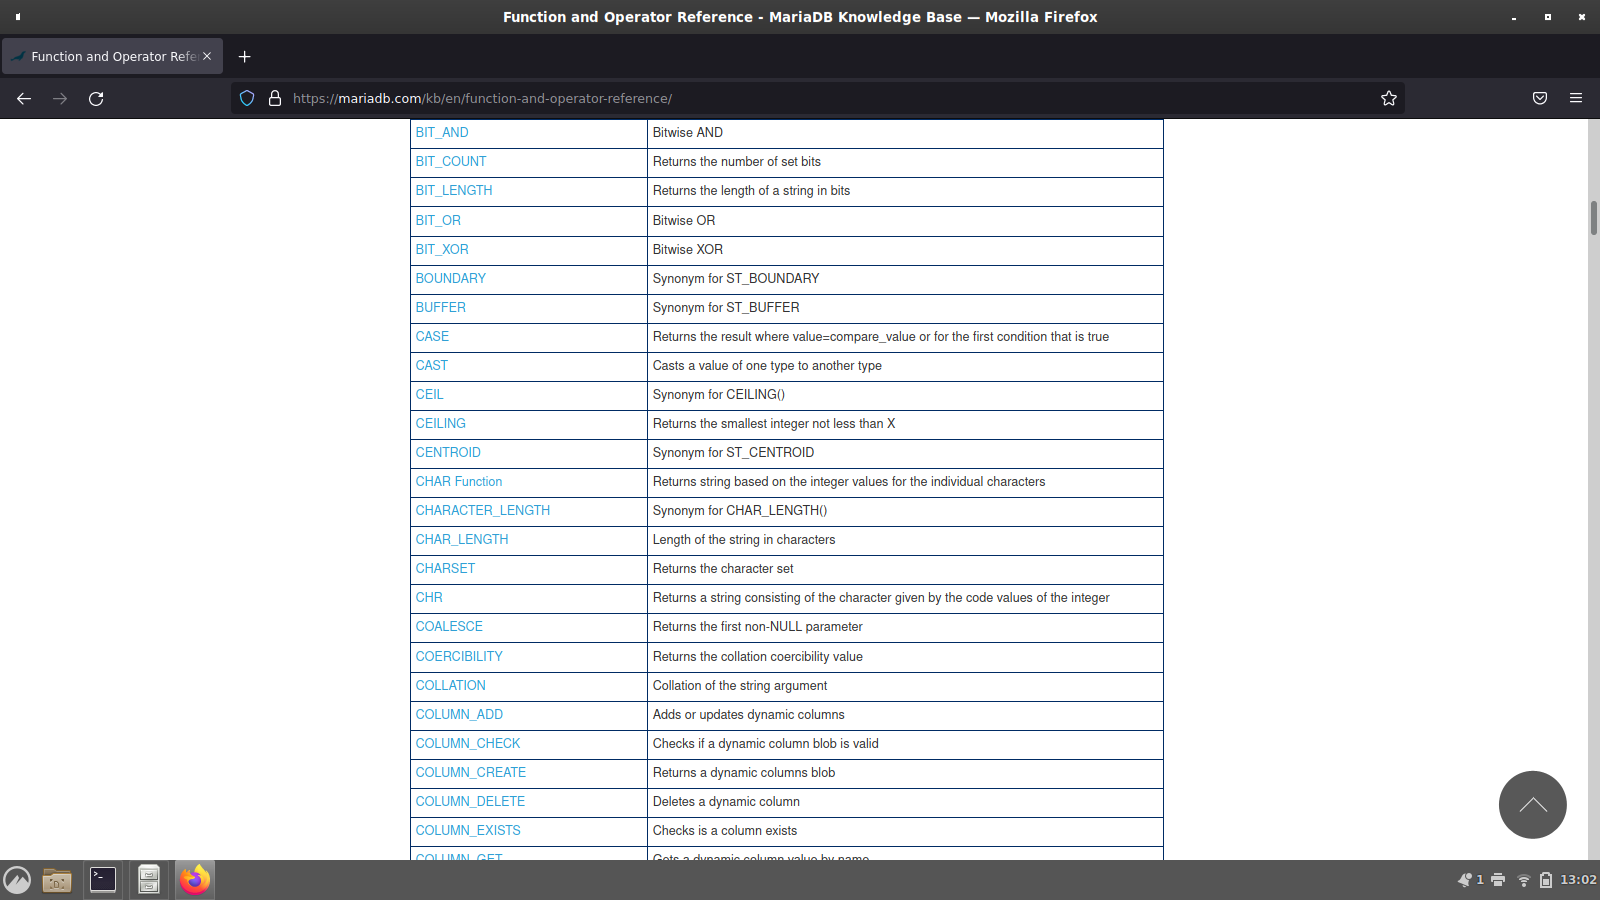 Function and Operator Reference - MariaDB Knowledge Base — Mozilla Firefox
Function and Operator Refe
https://mariadb.com/kb/en/function-and-operator-reference/
BIT_AND Bitwise AND
BIT_COUNT Returns the number of set bits
BIT_LENGTH Returns the length of a string in bits
BIT_OR Bitwise OR
BIT_XOR Bitwise XOR
BOUNDARY Synonym for ST_BOUNDARY
BUFFER Synonym for ST_BUFFER
CASE Returns the result where value=compare_value or for the first condition that is true
CAST Casts a value of one type to another type
CEIL Synonym for CEILING()
CEILING Returns the smallest integer not less than X
CENTROID Synonym for ST_CENTROID
CHAR Function Returns string based on the integer values for the individual characters
CHARACTER_LENGTH Synonym for CHAR_LENGTH()
CHAR_LENGTH Length of the string in characters
CHARSET Returns the character set
CHR Returns a string consisting of the character given by the code values of the integer
COALESCE Returns the first non-NULL parameter
COERCIBILITY Returns the collation coercibility value
COLLATION Collation of the string argument
COLUMN_ADD Adds or updates dynamic columns
COLUMN_CHECK Checks if a dynamic column blob is valid
COLUMN_CREATE Returns a dynamic columns blob
COLUMN_DELETE Deletes a dynamic column
COLUMN_EXISTS Checks is a column exists
COLUMN_GET Gets a dynamic column value by name
1 13:02